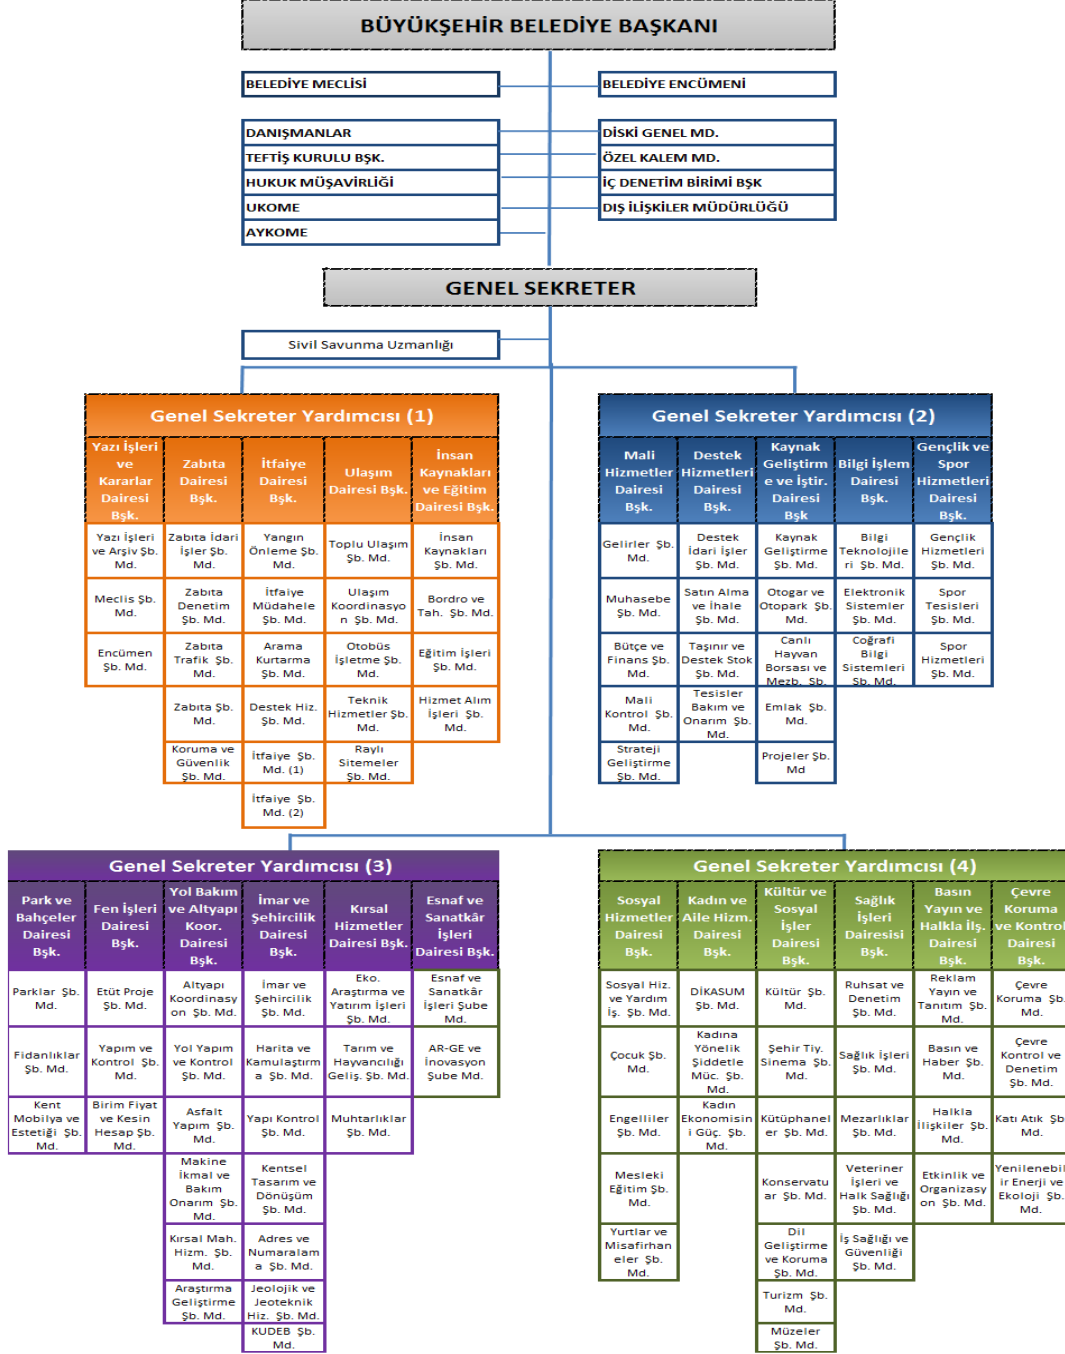 BÜYÜKŞEHİR BELEDİYE BAŞKANI
BELEDİYE MECLİSİ
BELEDİYE ENCÜMENİ
DANIŞMANLAR
DİSKİ GENEL MD.
TEFTİŞ KURULU BŞK.
ÖZEL KALEM MD.
HUKUK MÜŞAVİRLİĞİ
İÇ DENETİM BİRİMİ BŞK
UKOME
DIŞ İLİŞKİLER MÜDÜRLÜĞÜ
AYKOME
GENEL SEKRETER
Sivil Savunma Uzmanlığı
Genel Sekreter Yardımcısı (1)
Yazı İşleri
ve
Kararlar
Dairesi
Bşk.
Zabıta
Dairesi
Bşk.
İtfaiye
Dairesi
Bşk.
Ulaşım
Dairesi Bşk.
İnsan
Kaynakları
ve Eğitim
Dairesi Bşk.
Yazı İşleri
ve Arşiv Şb.
Md.
Zabıta İdari
İşler Şb.
Md.
Yangın
Önleme Şb.
Md.
Toplu Ulaşım
Şb. Md.
İnsan
Kaynakları
Şb. Md.
Meclis Şb.
Md.
Zabıta
Denetim
Şb. Md.
İtfaiye
Müdahele
Şb. Md.
Ulaşım
Koordinasyo
n Şb. Md.
Bordro ve
Tah. Şb. Md.
Encümen
Şb. Md.
Zabıta
Trafik Şb.
Md.
Arama
Kurtarma
Şb. Md.
Otobüs
İşletme Şb.
Md.
Eğitim İşleri
Şb. Md.
Zabıta Şb.
Md.
Destek Hiz.
Şb. Md.
Teknik
Hizmetler Şb.
Md.
Hizmet Alım
İşleri Şb.
Md.
Koruma ve
Güvenlik
Şb. Md.
İtfaiye Şb.
Md. (1)
Raylı
Sitemeler
Şb. Md.
İtfaiye Şb.
Md. (2)
Genel Sekreter Yardımcısı (2)
Mali
Hizmetler
Dairesi
Bşk.
Destek
Hizmetleri
Dairesi
Bşk.
Kaynak
Geliştirm
e ve İştir.
Dairesi
Bşk
Bilgi İşlem
Dairesi
Bşk.
Gençlik ve
Spor
Hizmetleri
Dairesi
Bşk.
Gelirler Şb.
Md.
Destek
İdari İşler
Şb. Md.
Kaynak
Geliştirme
Şb. Md.
Bilgi
Teknolojile
ri Şb. Md.
Gençlik
Hizmetleri
Şb. Md.
Muhasebe
Şb. Md.
Satın Alma
ve İhale
Şb. Md.
Otogar ve
Otopark Şb.
Md.
Elektronik
Sistemler
Şb. Md.
Spor
Tesisleri
Şb. Md.
Bütçe ve
Finans Şb.
Md.
Taşınır ve
Destek Stok
Şb. Md.
Canlı
Hayvan
Borsası ve
Mezb. Şb.
Coğrafi
Bilgi
Sistemleri
Şb. Md.
Spor
Hizmetleri
Şb. Md.
Mali
Kontrol Şb.
Md.
Tesisler
Bakım ve
Onarım Şb.
Md.
Emlak Şb.
Md.
Strateji
Geliştirme
Şb. Md.
Projeler Şb.
Md
Genel Sekreter Yardımcısı (3)
Park ve
Bahçeler
Dairesi
Bşk.
Fen İşleri
Dairesi
Bşk.
Yol Bakım
ve Altyapı
Koor.
Dairesi
Bşk.
İmar ve
Şehircilik
Dairesi
Bşk.
Kırsal
Hizmetler
Dairesi Bşk.
Esnaf ve
Sanatkâr
İşleri
Dairesi Bşk.
Parklar Şb.
Md.
Etüt Proje
Şb. Md.
Altyapı
Koordinasy
on Şb. Md.
İmar ve
Şehircilik
Şb. Md.
Eko.
Araştırma ve
Yatırım İşleri
Şb. Md.
Esnaf ve
Sanatkâr
İşleri Şube
Md.
Fidanlıklar
Şb. Md.
Yapım ve
Kontrol Şb.
Md.
Yol Yapım
ve Kontrol
Şb. Md.
Harita ve
Kamulaştırm
a Şb. Md.
Tarım ve
Hayvancılığı
Geliş. Şb. Md.
AR-GE ve
İnovasyon
Şube Md.
Kent
Mobilya ve
Estetiği Şb.
Md.
Birim Fiyat
ve Kesin
Hesap Şb.
Md.
Asfalt
Yapım Şb.
Md.
Yapı Kontrol
Şb. Md.
Muhtarlıklar
Şb. Md.
Makine
İkmal ve
Bakım
Onarım Şb.
Md.
Kentsel
Tasarım ve
Dönüşüm
Şb. Md.
Kırsal Mah.
Hizm. Şb.
Md.
Adres ve
Numaralam
a Şb. Md.
Araştırma
Geliştirme
Şb. Md.
Jeolojik ve
Jeoteknik
Hiz. Şb. Md.
KUDEB Şb.
Md.
Genel Sekreter Yardımcısı (4)
Sosyal
Hizmetler
Dairesi
Bşk.
Kadın ve
Aile Hizm.
Dairesi
Bşk.
Kültür ve
Sosyal
İşler
Dairesi
Bşk.
Sağlık
İşleri
Dairesisi
Bşk.
Basın
Yayın ve
Halkla İlş.
Dairesi
Bşk.
Çevre
Koruma
ve Kontrol
Dairesi
Bşk.
Sosyal Hiz.
ve Yardım
İş. Şb. Md.
DİKASUM
Şb. Md.
Kültür Şb.
Md.
Ruhsat ve
Denetim
Şb. Md.
Reklam
Yayın ve
Tanıtım Şb.
Md.
Çevre
Koruma Şb.
Md.
Çocuk Şb.
Md.
Kadına
Yönelik
Şiddetle
Müc. Şb.
Md.
Şehir Tiy.
Sinema Şb.
Md.
Sağlık İşleri
Şb. Md.
Basın ve
Haber Şb.
Md.
Çevre
Kontrol ve
Denetim
Şb. Md.
Engelliler
Şb. Md.
Kadın
Ekonomisin
i Güç. Şb.
Md.
Kütüphanel
er Şb. Md.
Mezarlıklar
Şb. Md.
Halkla
İlişkiler Şb.
Md.
Katı Atık Şb.
Md.
Mesleki
Eğitim Şb.
Md.
Konservatu
ar Şb. Md.
Veteriner
İşleri ve
Halk Sağlığı
Şb. Md.
Etkinlik ve
Organizasy
on Şb. Md.
Yenilenebil
ir Enerji ve
Ekoloji Şb.
Md.
Yurtlar ve
Misafirhan
eler Şb.
Md.
Dil
Geliştirme
ve Koruma
Şb. Md.
İş Sağlığı ve
Güvenliği
Şb. Md.
Turizm Şb.
Md.
Müzeler
Şb. Md.